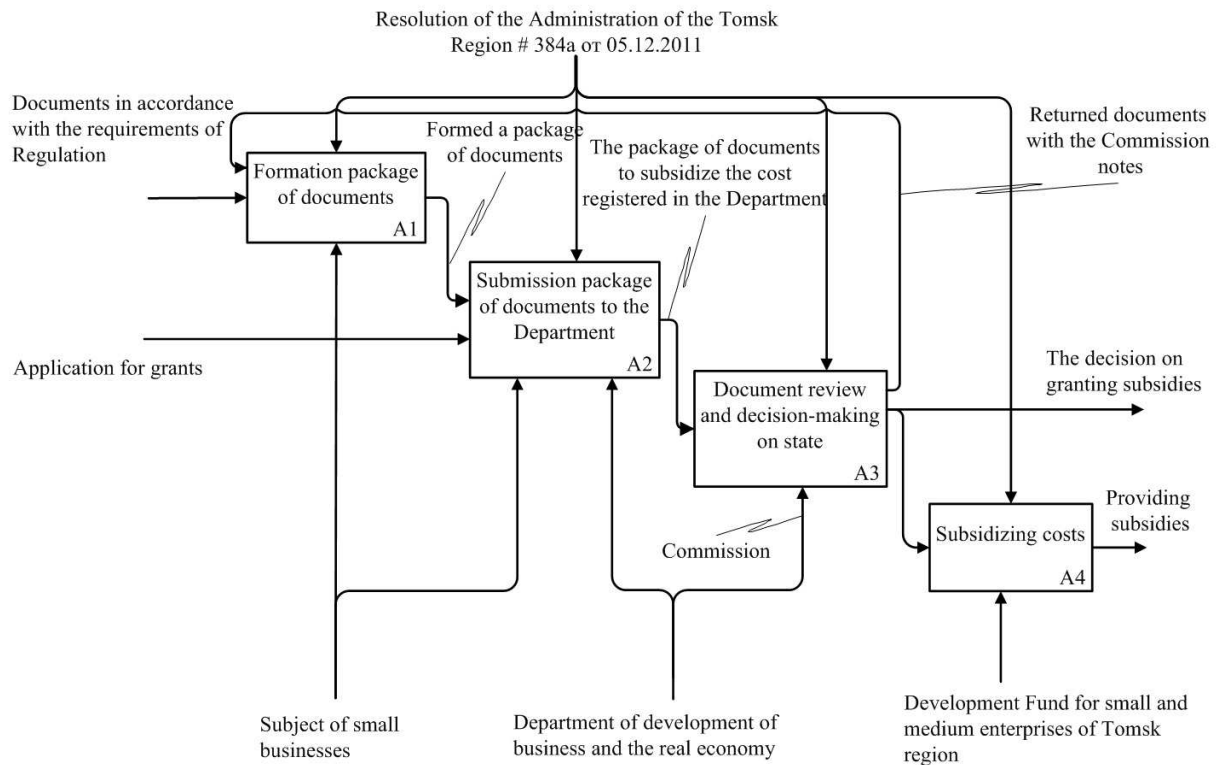 Resolution of the Administration of the Tomsk
Region # 384a от 05.12.2011
Documents in accordance
with the requirements of
Regulation
Formed a package
of documents
The package of documents
to subsidize the cost
registered in the Department
Returned documents
with the Commission
notes
Formation package
of documents
A1
Submission package
of documents to the
Department
A2
Application for grants
Document review
and decision-making
on state
A3
The decision on
granting subsidies
Subsidizing costs
A4
Providing
subsidies
Commission
Subject of small
businesses
Department of development of
business and the real economy
Development Fund for small and
medium enterprises of Tomsk
region